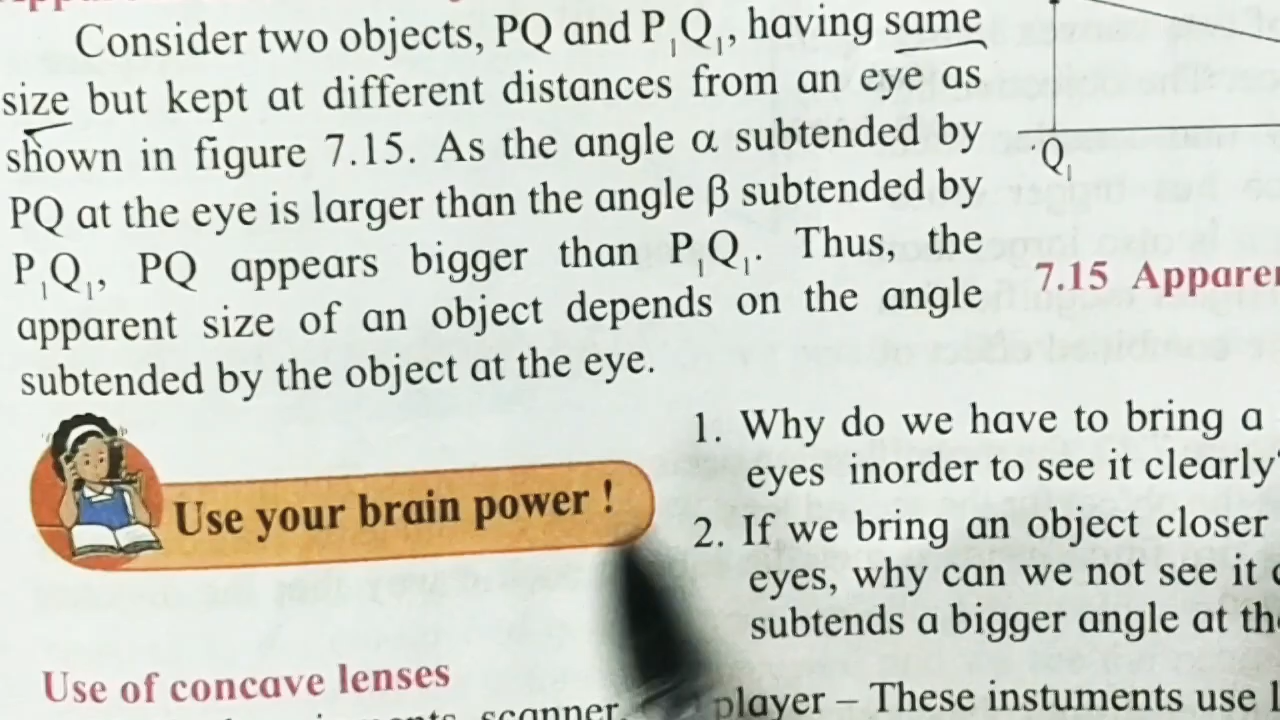 Consider two objects, PQ and P₁Q₁, having same
size but kept at different distances from an eye as
shown in figure 7.15. As the angle α subtended by
PQ at the eye is larger than the angle β subtended by
P₁Q₁, PQ appears bigger than P₁Q₁. Thus, the
apparent size of an object depends on the angle
subtended by the object at the eye.
Q₁
7.15
Use your brain power !
1. Why do we have to bring a
eyes inorder to see it clearly
2. If we bring an object closer
eyes, why can we not see it
subtends a bigger angle at
Use of concave lenses
scanner,
player – These instuments use